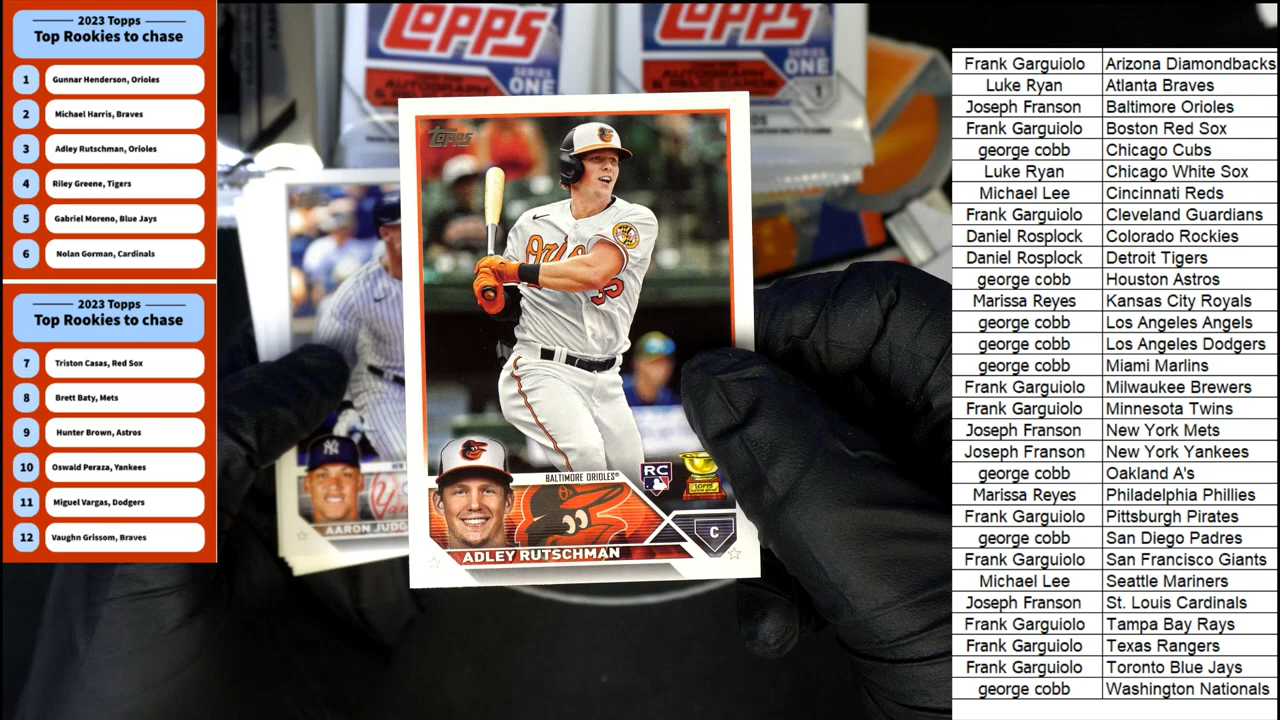 2023 Topps
Top Rookies to chase
1 Gunnar Henderson, Orioles
2 Michael Harris, Braves
3 Adley Rutschman, Orioles
4 Riley Greene, Tigers
5 Gabriel Moreno, Blue Jays
6 Nolan Gorman, Cardinals
2023 Topps
Top Rookies to chase
7 Triston Casas, Red Sox
8 Brett Baty, Mets
9 Hunter Brown, Astros
10 Oswald Peraza, Yankees
11 Miguel Vargas, Dodgers
12 Vaughn Grissom, Braves
TOPPS
SERIES
ONE
AUTOGRAPH
& RELIC CARDS
TOPPS
SERIES
ONE
1
AUTOGRAPH
Topps
35
RC
BALTIMORE ORIOLES®
C
ADLEY RUTSCHMAN
AARON JUDG
Frank Garguiolo Arizona Diamondbacks
Luke Ryan Atlanta Braves
Joseph Franson Baltimore Orioles
Frank Garguiolo Boston Red Sox
george cobb Chicago Cubs
Luke Ryan Chicago White Sox
Michael Lee Cincinnati Reds
Frank Garguiolo Cleveland Guardians
Daniel Rosplock Colorado Rockies
Daniel Rosplock Detroit Tigers
george cobb Houston Astros
Marissa Reyes Kansas City Royals
george cobb Los Angeles Angels
george cobb Los Angeles Dodgers
george cobb Miami Marlins
Frank Garguiolo Milwaukee Brewers
Frank Garguiolo Minnesota Twins
Joseph Franson New York Mets
Joseph Franson New York Yankees
george cobb Oakland A's
Marissa Reyes Philadelphia Phillies
Frank Garguiolo Pittsburgh Pirates
george cobb San Diego Padres
Frank Garguiolo San Francisco Giants
Michael Lee Seattle Mariners
Joseph Franson St. Louis Cardinals
Frank Garguiolo Tampa Bay Rays
Frank Garguiolo Texas Rangers
Frank Garguiolo Toronto Blue Jays
george cobb Washington Nationals